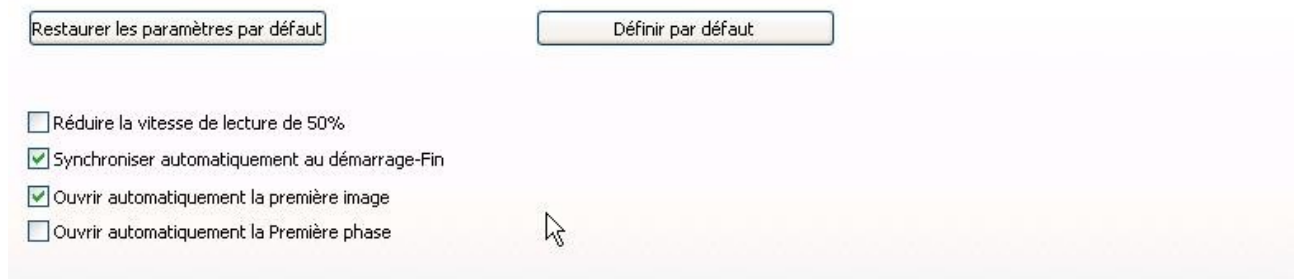 Restaurer les paramètres par défaut
Définir par défaut
Réduire la vitesse de lecture de 50%
Synchroniser automatiquement au démarrage-Fin
Ouvrir automatiquement la première image
Ouvrir automatiquement la Première phase